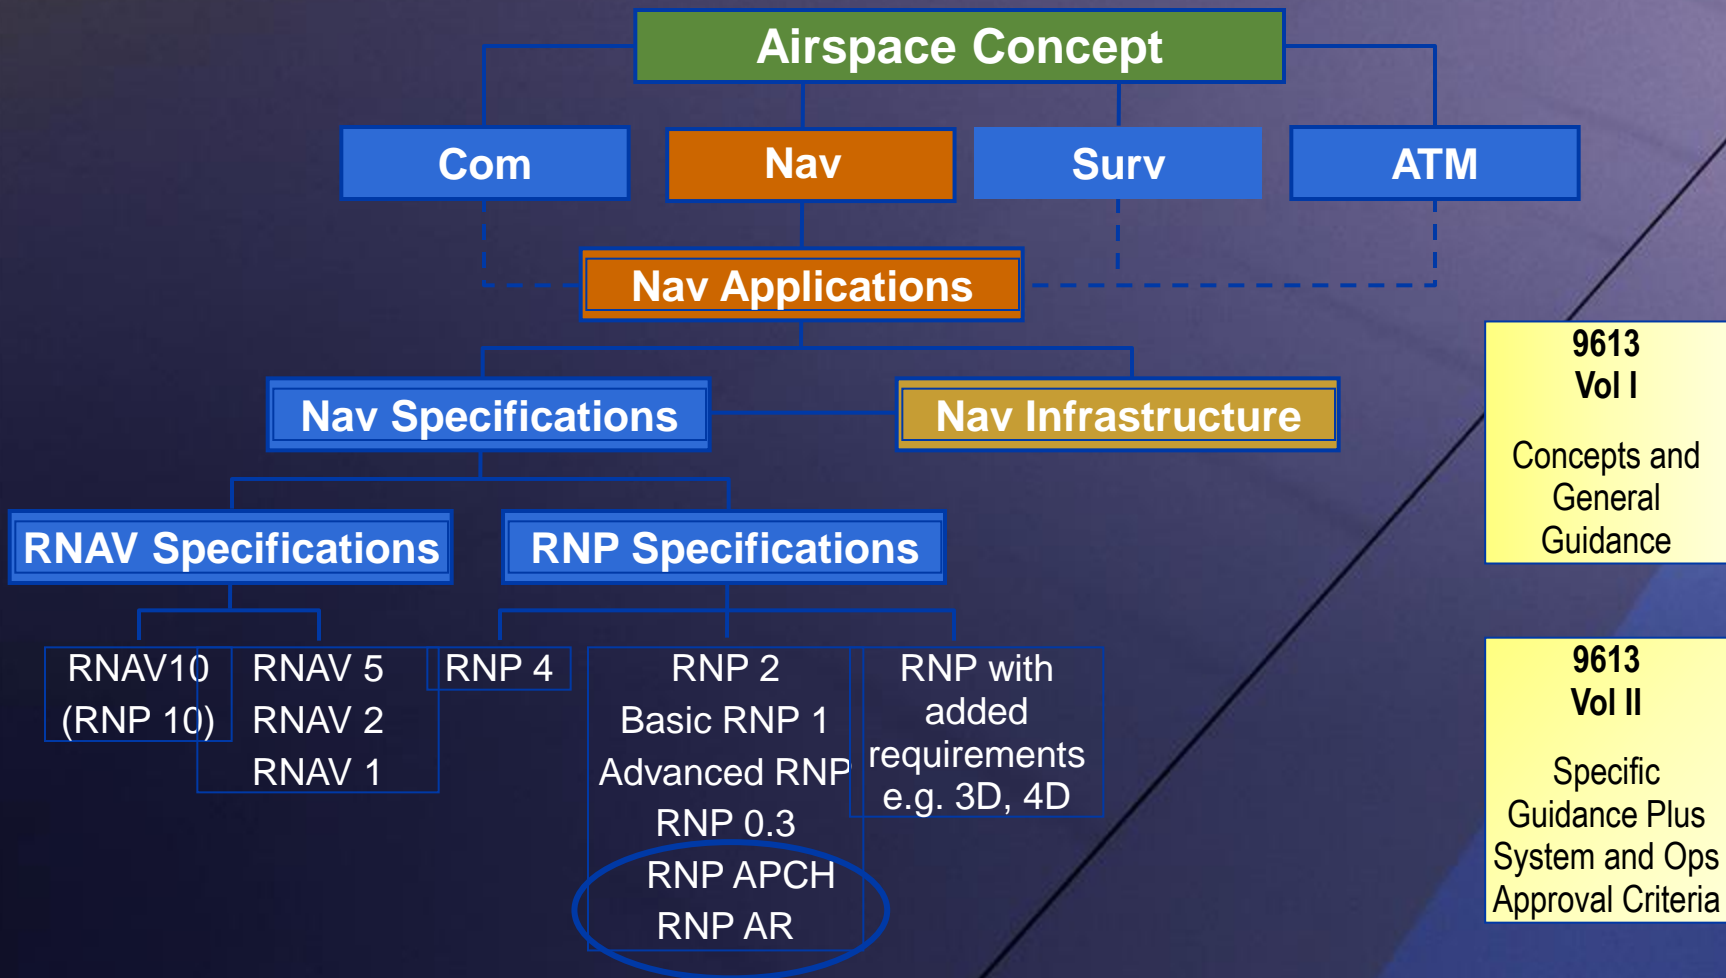 Airspace Concept
Com
Nav
Surv
ATM
Nav Applications
Nav Specifications
Nav Infrastructure
RNAV Specifications
RNP Specifications
RNAV10
(RNP 10)
RNAV 5
RNAV 2
RNAV 1
RNP 4
RNP 2
Basic RNP 1
Advanced RNP
RNP 0.3
RNP APCH
RNP AR
RNP with
added
requirements
e.g. 3D, 4D
9613
Vol I
Concepts and
General
Guidance
9613
Vol II
Specific
Guidance Plus
System and Ops
Approval Criteria